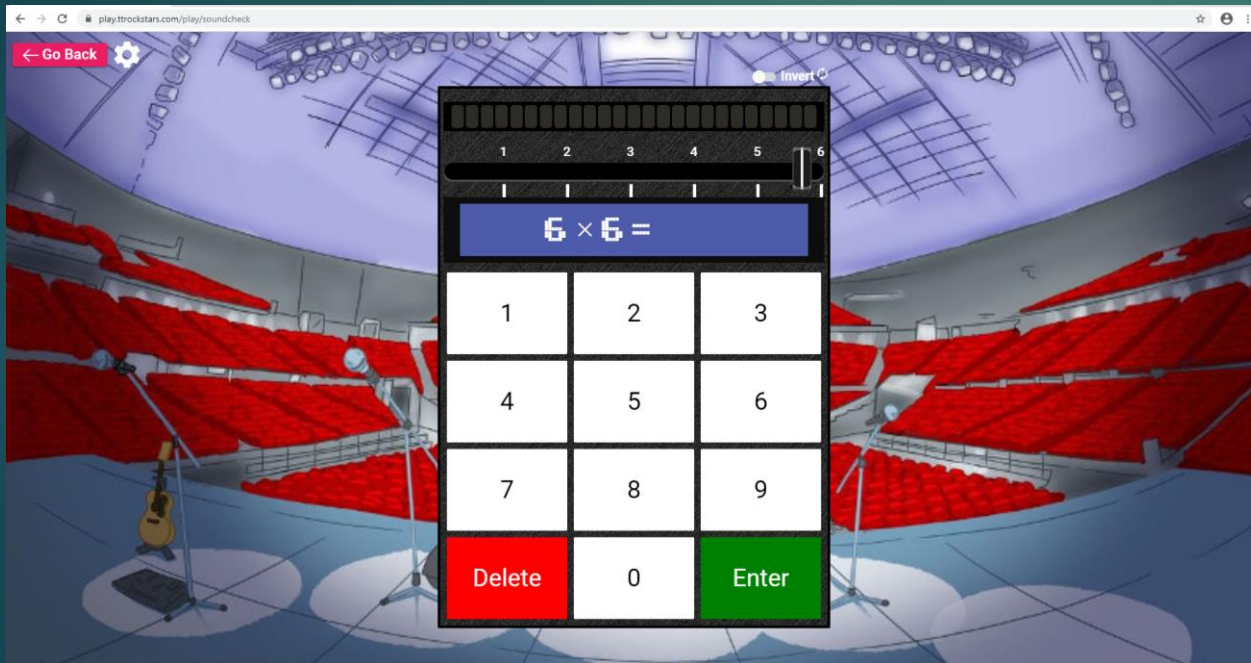 play.ttrockstars.com/play/soundcheck
Go Back
Invert
1 2 3 4 5 6
6 × 6 =
1 2 3
4 5 6
7 8 9
Delete 0 Enter